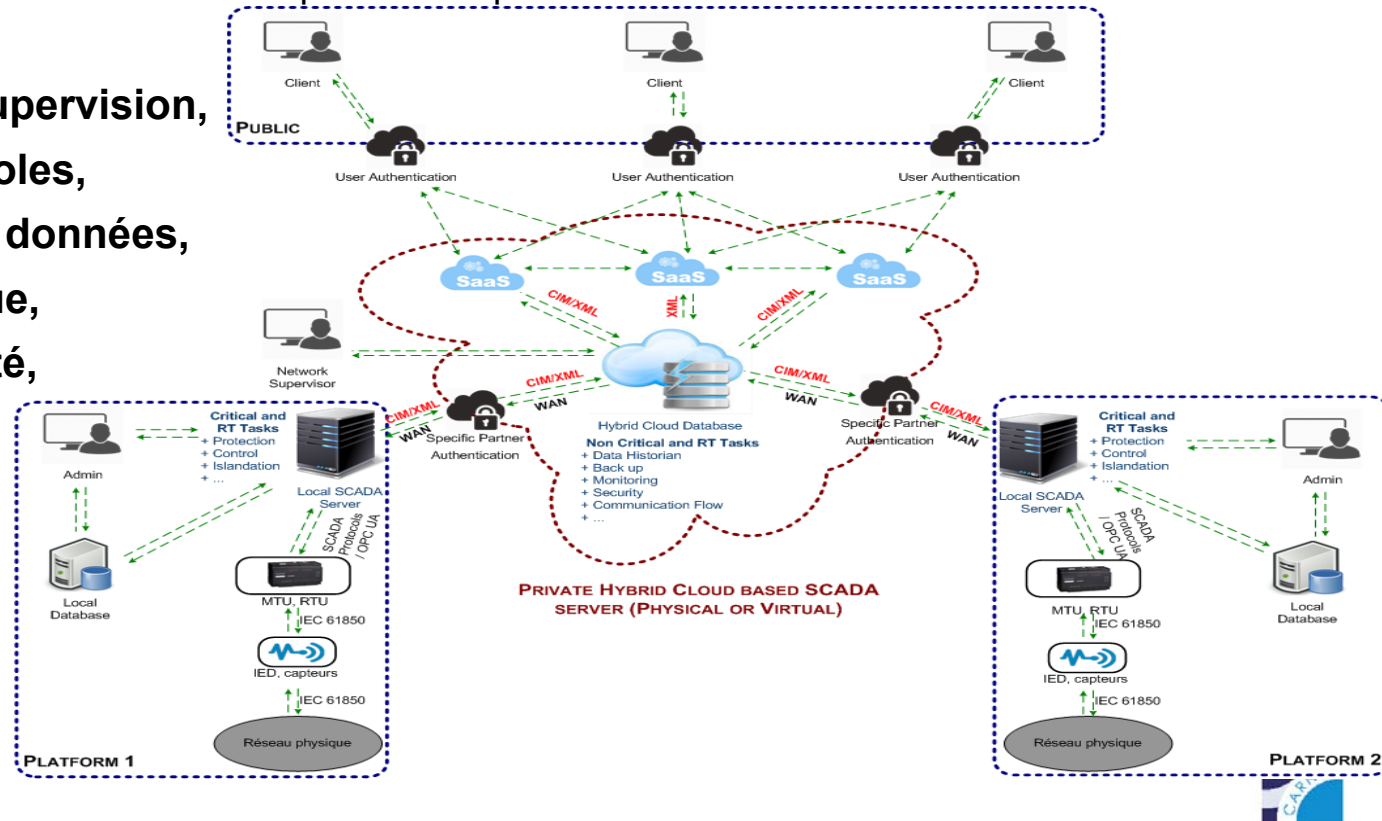 Client
Client
Client
PUBLIC
upervision,
oles,
données,
ue,
té,
User Authentication
User Authentication
User Authentication
SaaS
SaaS
SaaS
CIM/XML
XML
CIM/XML
Network
Supervisor
CIM/XML
WAN
CIM/XML
WAN
CIM/XML
WAN
CIM/XML
WAN
Specific Partner
Authentication
Specific Partner
Authentication
Hybrid Cloud Database
Non Critical and RT Tasks
+ Data Historian
+ Back up
+ Monitoring
+ Security
+ Communication Flow
+ ...
PRIVATE HYBRID CLOUD BASED SCADA
SERVER (PHYSICAL OR VIRTUAL)
Admin
Critical and
RT Tasks
+ Protection
+ Control
+ Islandation
+ ...
Local SCADA
Server
SCADA
Protocols
/ OPC UA
Local
Database
MTU, RTU
IEC 61850
IED, capteurs
IEC 61850
Réseau physique
PLATFORM 1
Critical and
RT Tasks
+ Protection
+ Control
+ Islandation
+ ...
Admin
Local SCADA
Server
SCADA
Protocols
/ OPC UA
Local
Database
MTU, RTU
IEC 61850
IED, capteurs
IEC 61850
Réseau physique
PLATFORM 2
CARN